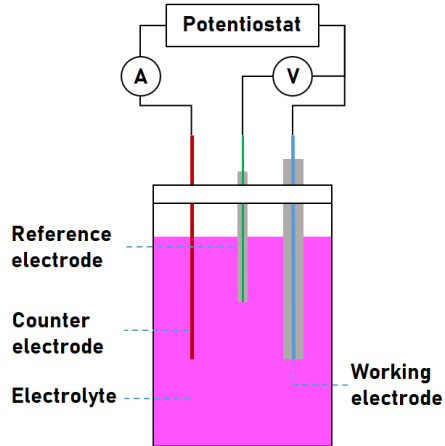 Potentiostat
A
V
Reference
electrode
Counter
electrode
Electrolyte
Working
electrode